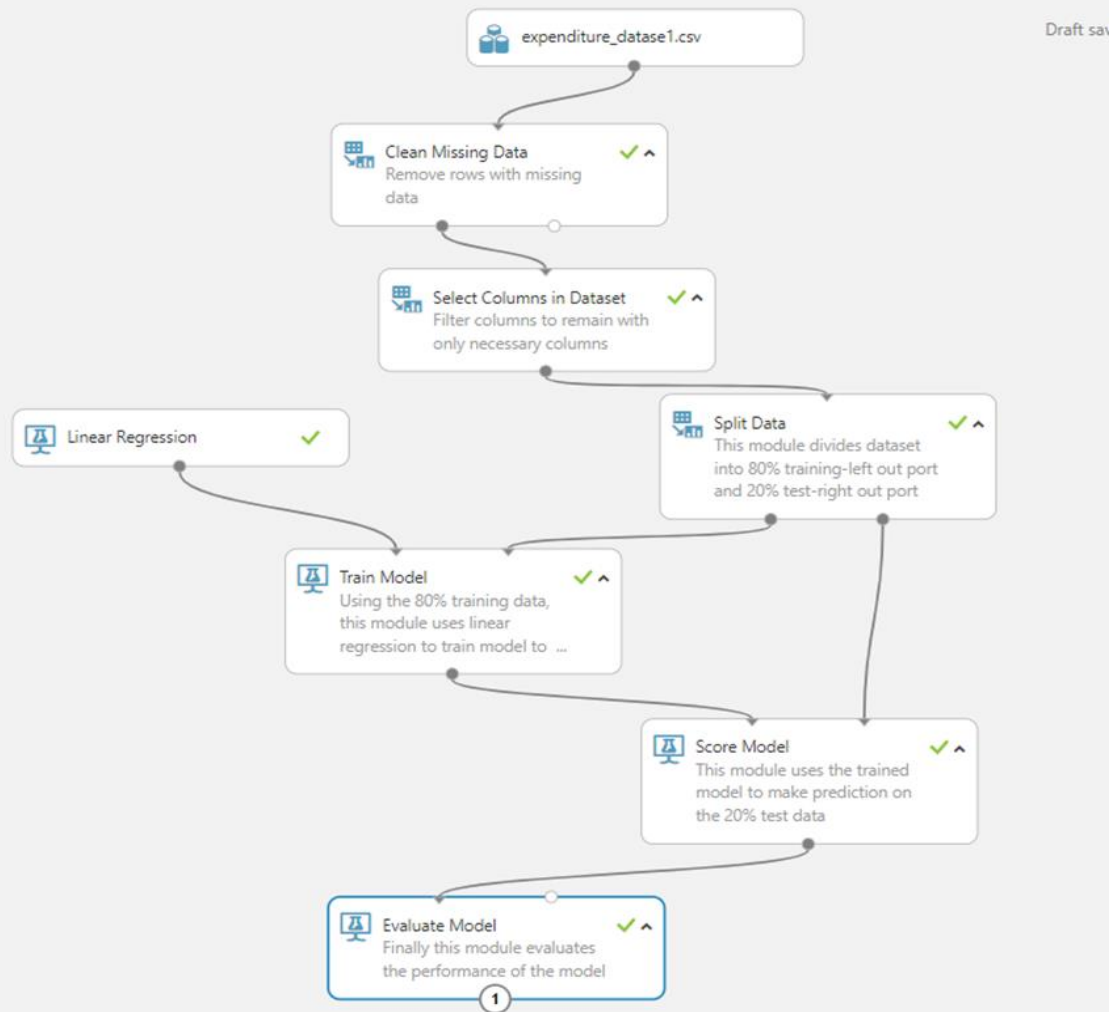 expenditure_datase1.csv
Draft sav
Clean Missing Data
Remove rows with missing
data
Select Columns in Dataset
Filter columns to remain with
only necessary columns
Linear Regression
Split Data
This module divides dataset
into 80% training-left out port
and 20% test-right out port
Train Model
Using the 80% training data,
this module uses linear
regression to train model to ...
Score Model
This module uses the trained
model to make prediction on
the 20% test data
Evaluate Model
Finally this module evaluates
the performance of the model
1